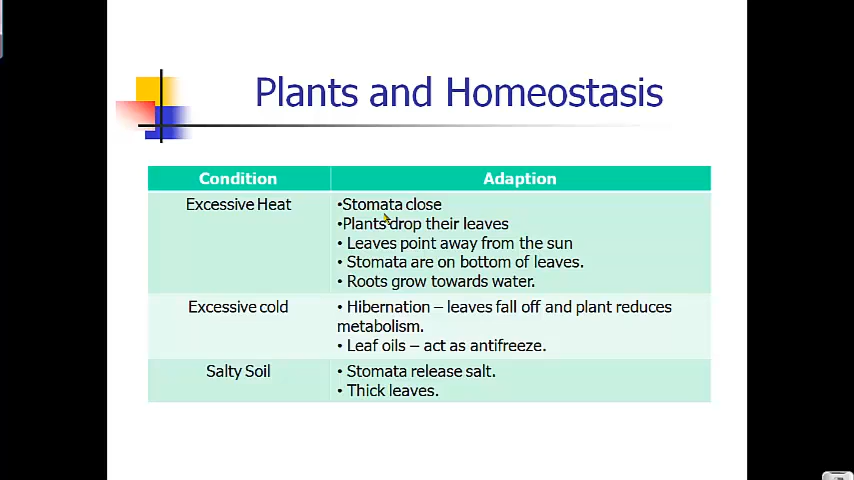 Plants and Homeostasis
Condition
Adaption
Excessive Heat
•Stomata close
•Plants drop their leaves
• Leaves point away from the sun
• Stomata are on bottom of leaves.
• Roots grow towards water.
Excessive cold
• Hibernation – leaves fall off and plant reduces
metabolism.
• Leaf oils – act as antifreeze.
Salty Soil
• Stomata release salt.
• Thick leaves.